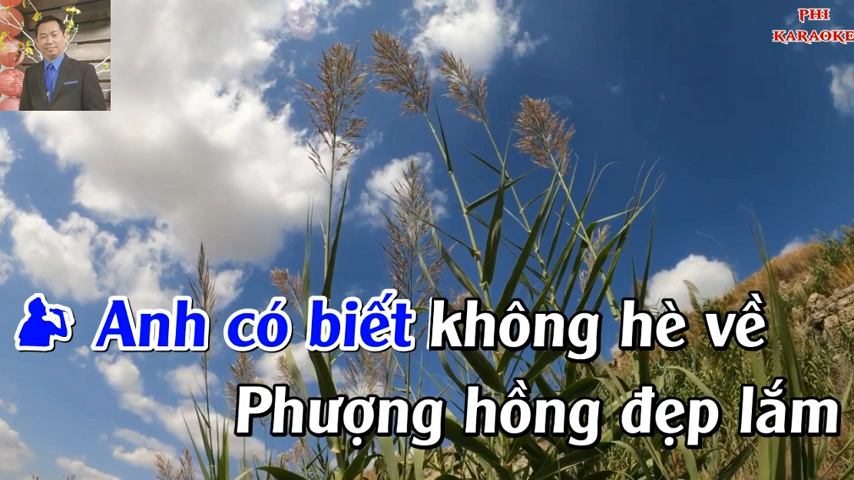 PHI
KARAOKE
Anh có biết không hè về
Phượng hồng đẹp lắm